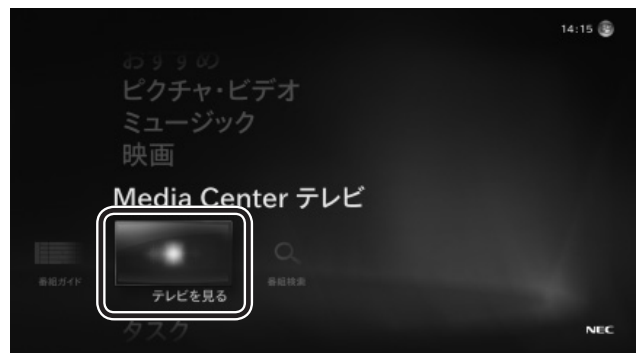 14:15
おすすめ
ピクチャ・ビデオ
ミュージック
映画
Media Center テレビ
番組ガイド
テレビを見る
番組検索
タスク
NEC